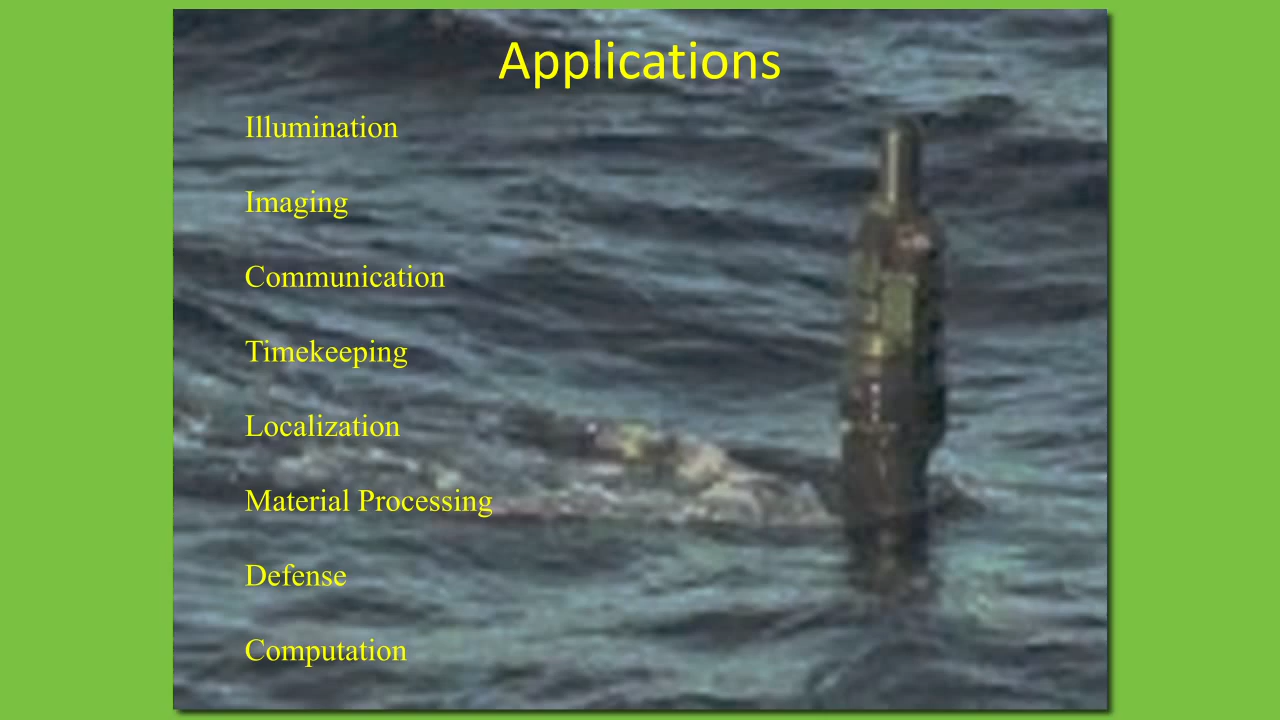 Applications
Illumination
Imaging
Communication
Timekeeping
Localization
Material Processing
Defense
Computation